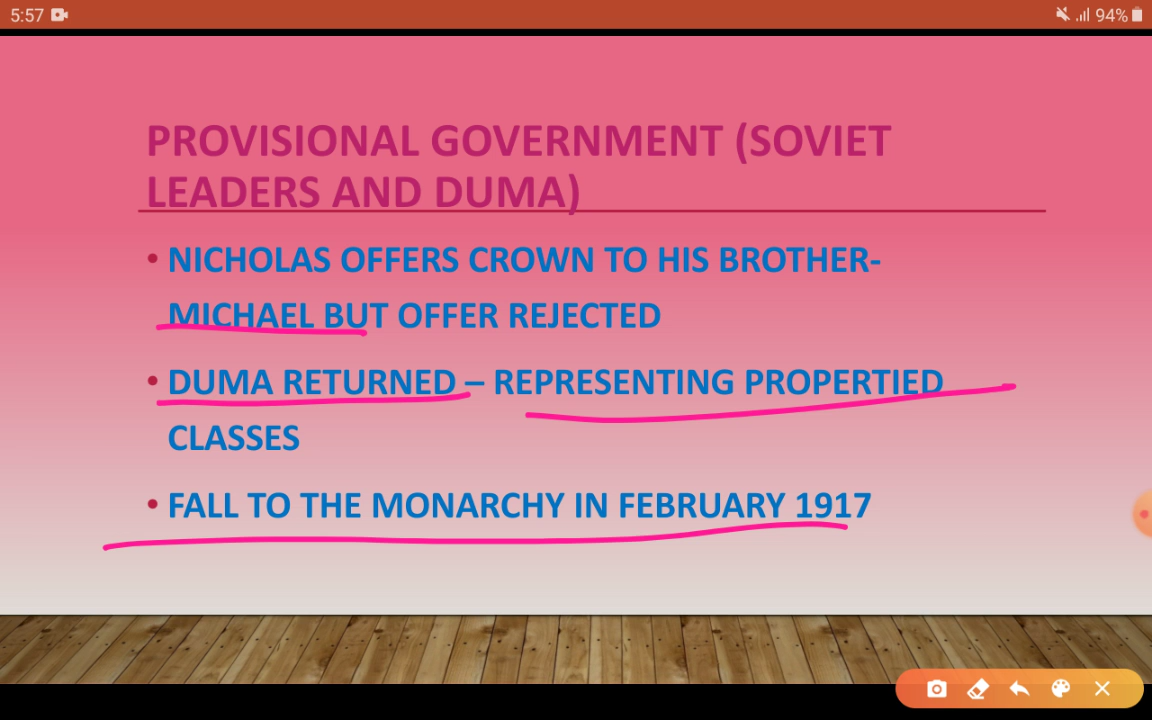 5:57
94%
PROVISIONAL GOVERNMENT (SOVIET
LEADERS AND DUMA)
• NICHOLAS OFFERS CROWN TO HIS BROTHER-
MICHAEL BUT OFFER REJECTED
• DUMA RETURNED – REPRESENTING PROPERTIED
CLASSES
• FALL TO THE MONARCHY IN FEBRUARY 1917